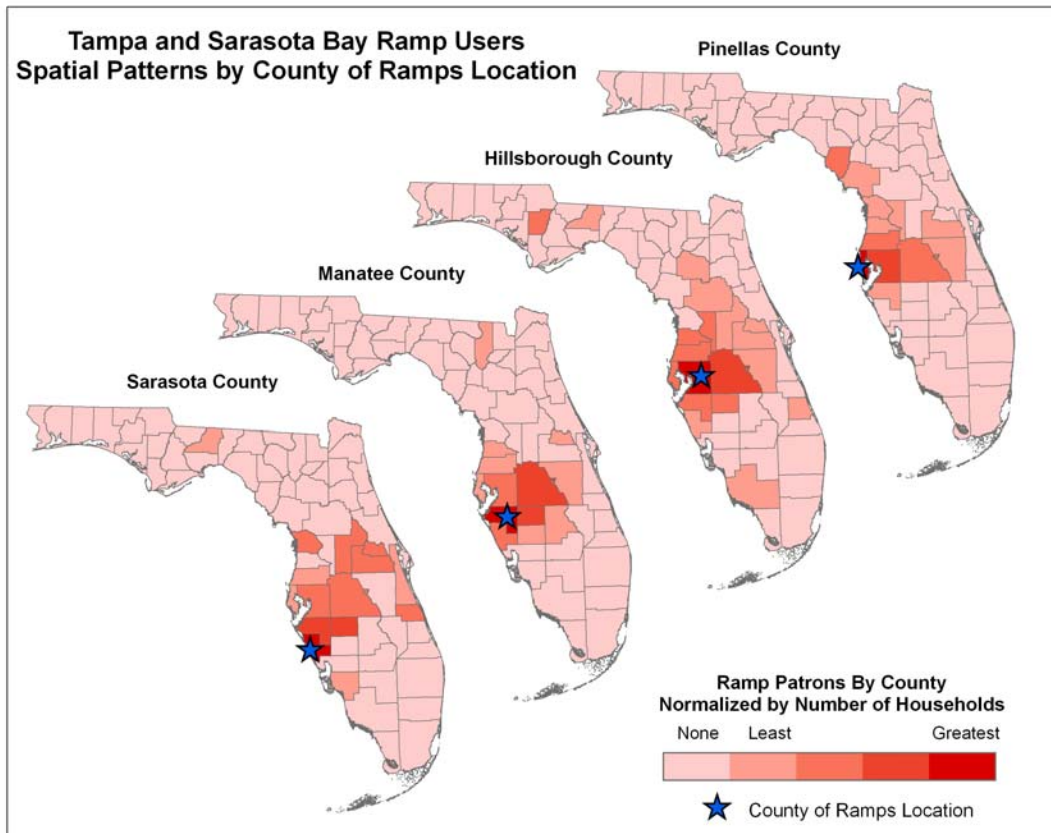 Tampa and Sarasota Bay Ramp Users
Spatial Patterns by County of Ramps Location
Pinellas County
Hillsborough County
Manatee County
Sarasota County
Ramp Patrons By County
Normalized by Number of Households
None Least Greatest
County of Ramps Location